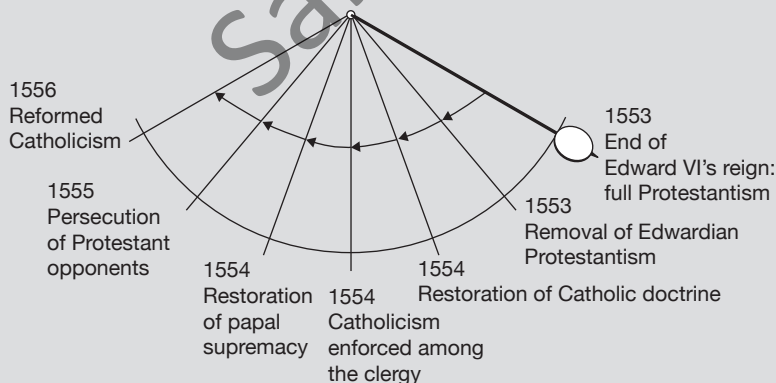 1556
Reformed
Catholicism
1555
Persecution
of Protestant
opponents
1554
Restoration
of papal
supremacy
1554
Catholicism
enforced among
the clergy
1554
Restoration of Catholic doctrine
1553
Removal of Edwardian
Protestantism
1553
End of
Edward VI's reign:
full Protestantism